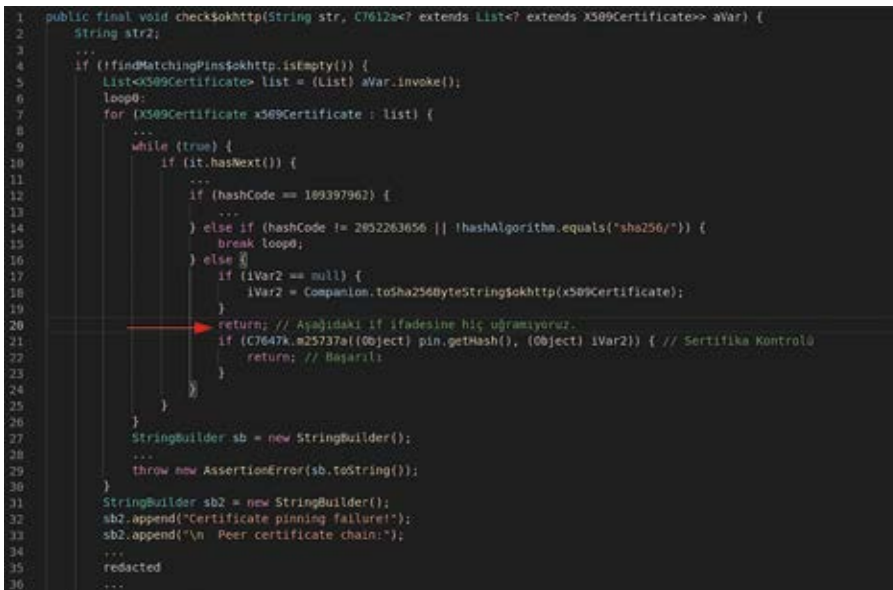 1 public final void check$okhttp(String str, C7612a<? extends List<? extends X509Certificate>> aVar) {
2 String str2;
3 ...
4 if (!findMatchingPins$okhttp.isEmpty()) {
5 List<X509Certificate> list = (List) aVar.invoke();
6 loop0:
7 for (X509Certificate x509Certificate : list) {
8 ...
9 while (true) {
10 if (it.hasNext()) {
11 ...
12 if (hashCode == 109397962) {
13 ...
14 } else if (hashCode != 2052263656 || !hashAlgorithm.equals("sha256/")) {
15 break loop0;
16 } else {
17 if (iVar2 == null) {
18 iVar2 = Companion.toSha256ByteString$okhttp(x509Certificate);
19 }
20 return; // Aşağıdaki if ifadesine hiç uğramıyoruz.
21 if (C7647k.m25737a((Object) pin.getHash(), (Object) iVar2)) { // Sertifika Kontrolü
22 return; // Başarılı
23 }
24 }
25 }
26 }
27 StringBuilder sb = new StringBuilder();
28 ...
29 throw new AssertionError(sb.toString());
30 }
31 StringBuilder sb2 = new StringBuilder();
32 sb2.append("Certificate pinning failure!");
33 sb2.append("\n  Peer certificate chain:");
34 ...
35 redacted
36 ...